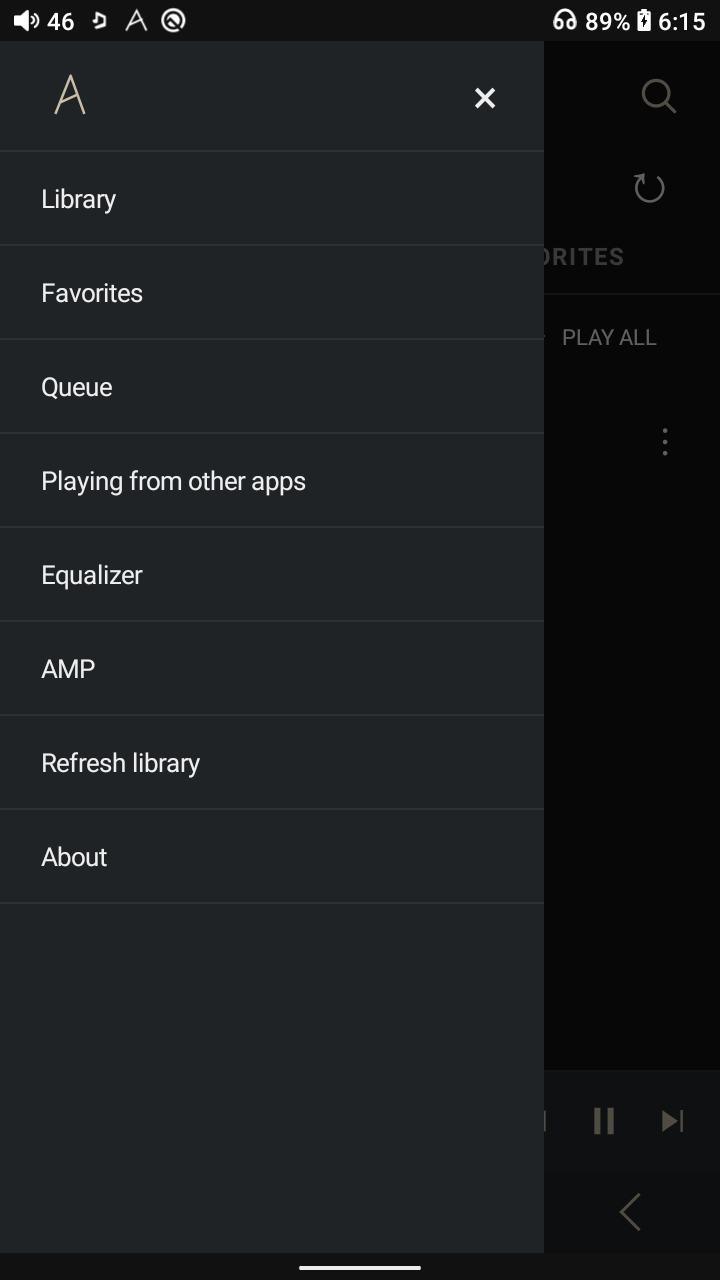 46
89% 6:15
Library
ORITES
Favorites
PLAY ALL
Queue
Playing from other apps
Equalizer
AMP
Refresh library
About